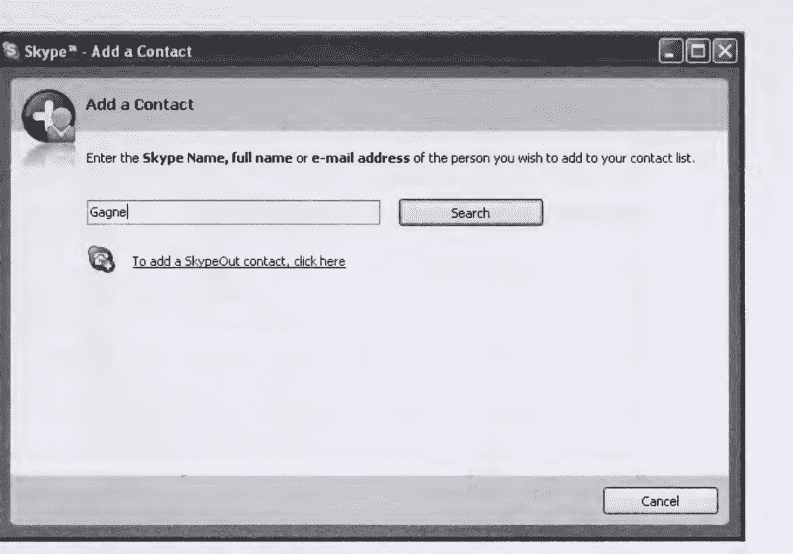 Skype™ - Add a Contact
Add a Contact
Enter the Skype Name, full name or e-mail address of the person you wish to add to your contact list.
Gagne
Search
To add a SkypeOut contact, click here
Cancel